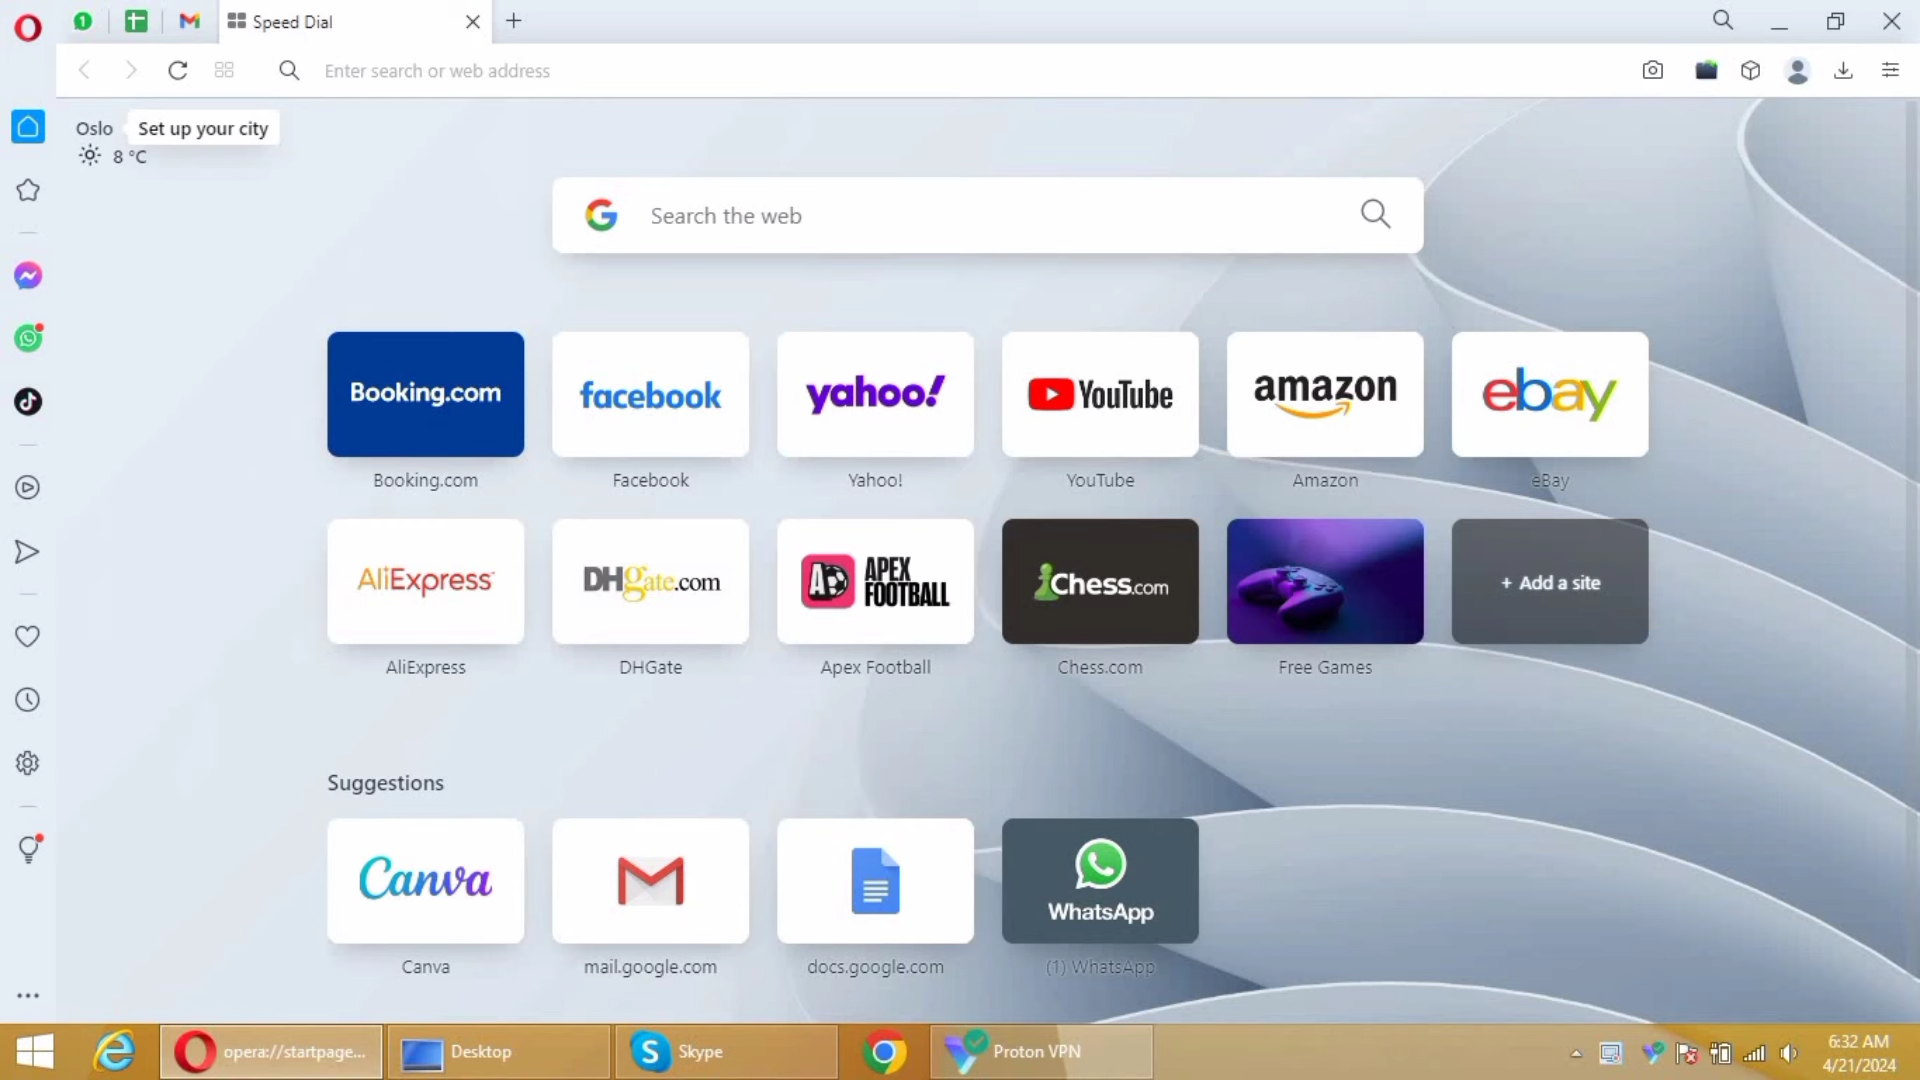 1
Speed Dial
Enter search or web address
Oslo
Set up your city
8 °C
Search the web
Booking.com
facebook
yahoo!
YouTube
amazon
ebay
Booking.com
Facebook
Yahoo!
YouTube
Amazon
eBay
AliExpress
DHgate.com
APEX
FOOTBALL
Chess.com
+ Add a site
AliExpress
DHGate
Apex Football
Chess.com
Free Games
Suggestions
Canva
WhatsApp
Canva
mail.google.com
docs.google.com
(1) WhatsApp
opera://startpage...
Desktop
Skype
Proton VPN
6:32 AM
4/21/2024